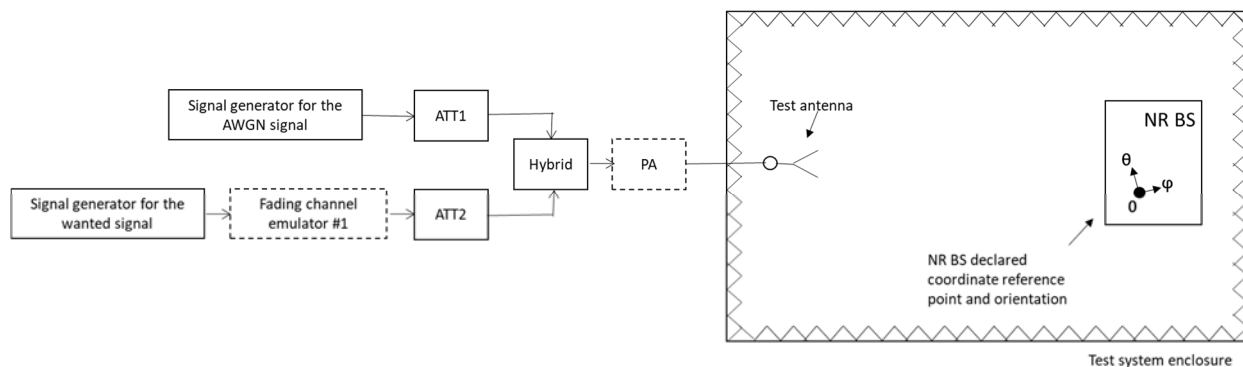 Signal generator for the
AWGN signal
ATT1
Hybrid
PA
Test antenna
NR BS
θ
φ
0
Signal generator for the
wanted signal
Fading channel
emulator #1
ATT2
NR BS declared
coordinate reference
point and orientation
Test system enclosure